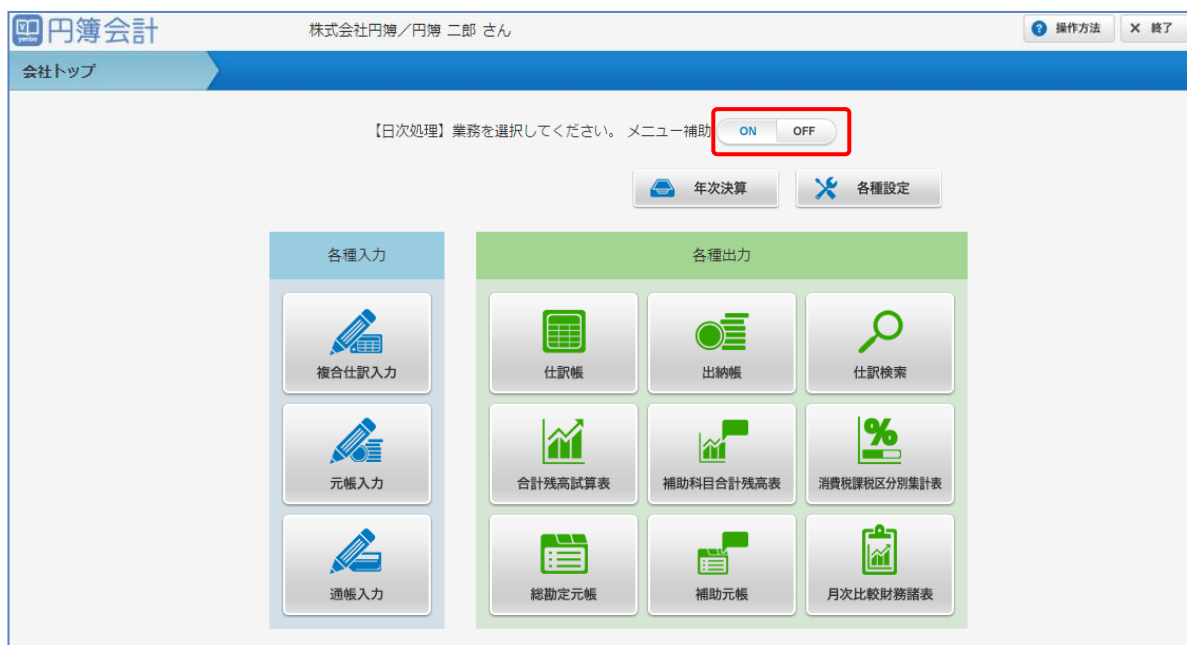 円簿会計
株式会社円簿／円簿 二郎 さん
? 操作方法
× 終了
会社トップ
【日次処理】業務を選択してください。 メニュー補助 ON OFF
年次決算
各種設定
各種入力
各種出力
複合仕訳入力
仕訳帳
出納帳
仕訳検索
元帳入力
合計残高試算表
補助科目合計残高表
%
消費税課税区分別集計表
通帳入力
総勘定元帳
補助元帳
月次比較財務諸表